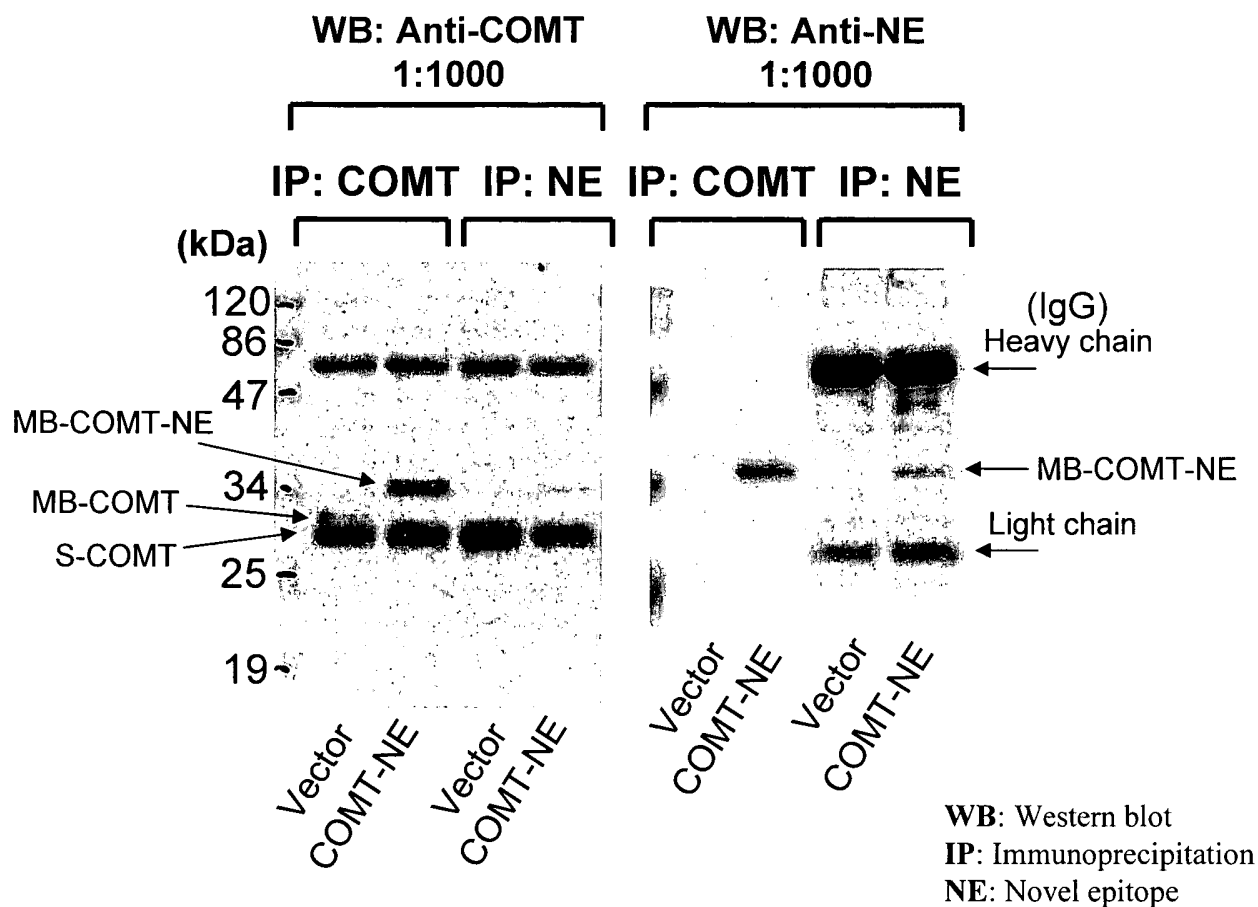 WB: Anti-COMT
1:1000
WB: Anti-NE
1:1000
IP: COMT
IP: NE
IP: COMT
IP: NE
(kDa)
120
86
47
34
25
19
MB-COMT-NE
MB-COMT
S-COMT
(IgG)
Heavy chain
MB-COMT-NE
Light chain
Vector
COMT-NE
Vector
COMT-NE
Vector
COMT-NE
Vector
COMT-NE
WB: Western blot
IP: Immunoprecipitation
NE: Novel epitope